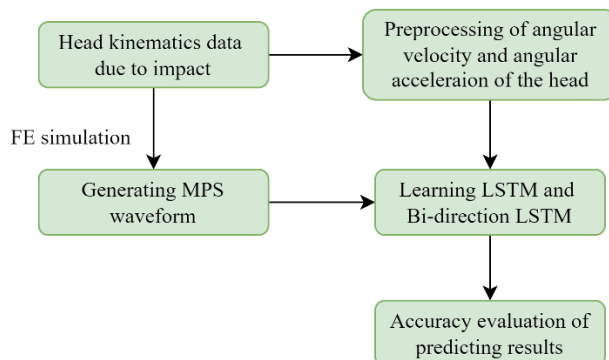 Head kinematics data
due to impact
Preprocessing of angular
velocity and angular
acceleraion of the head
FE simulation
Generating MPS
waveform
Learning LSTM and
Bi-direction LSTM
Accuracy evaluation of
predicting results